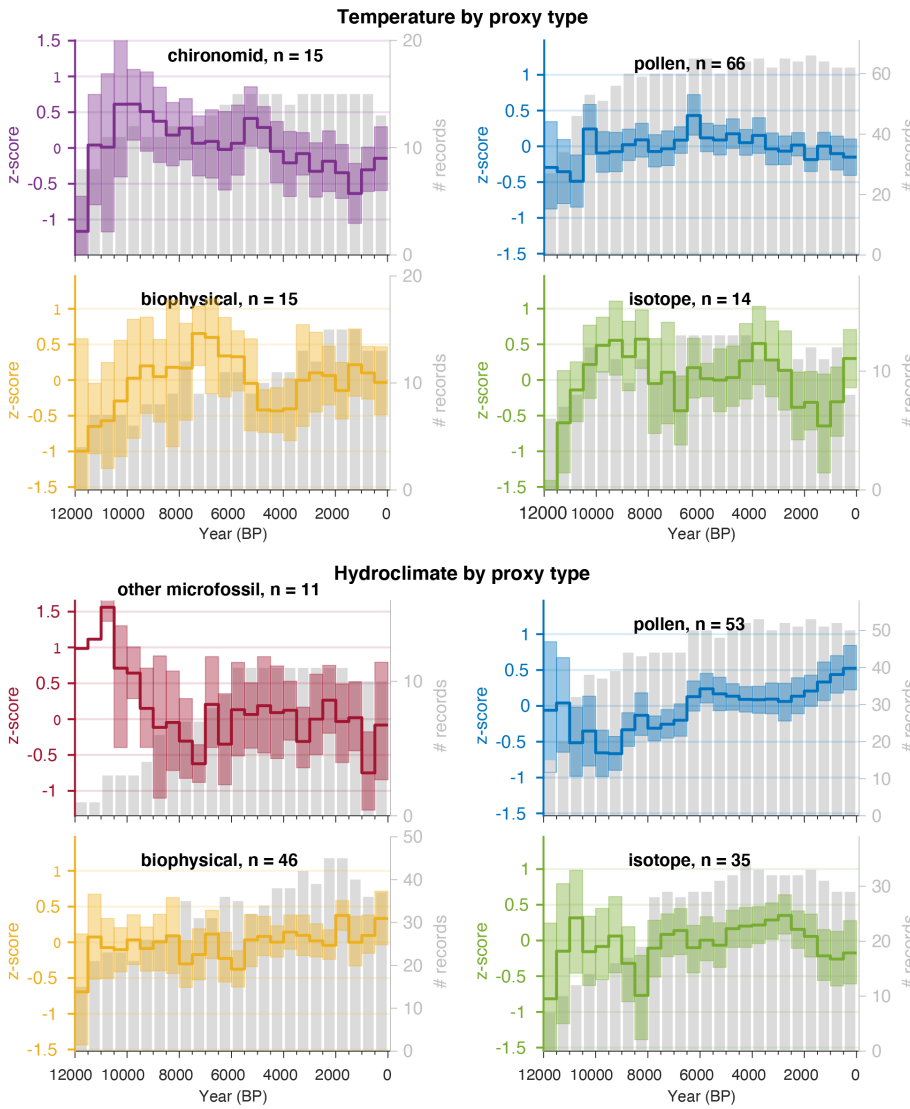 Temperature by proxy type
chironomid, n = 15
1.5
1
0.5
0
-0.5
-1
z-score
20
10
0
# records
pollen, n = 66
1
0.5
0
-0.5
-1
-1.5
z-score
60
40
20
0
# records
biophysical, n = 15
1
0.5
0
-0.5
-1
-1.5
z-score
20
10
0
# records
12000 10000 8000 6000 4000 2000 0
Year (BP)
isotope, n = 14
1
0.5
0
-0.5
-1
-1.5
z-score
10
0
# records
12000 10000 8000 6000 4000 2000 0
Year (BP)
Hydroclimate by proxy type
other microfossil, n = 11
1.5
1
0.5
0
-0.5
-1
z-score
10
0
# records
pollen, n = 53
1
0.5
0
-0.5
-1
-1.5
z-score
50
40
30
20
10
0
# records
biophysical, n = 46
1
0.5
0
-0.5
-1
-1.5
z-score
50
40
30
20
10
0
# records
12000 10000 8000 6000 4000 2000 0
Year (BP)
isotope, n = 35
1
0.5
0
-0.5
-1
-1.5
z-score
30
20
10
0
# records
12000 10000 8000 6000 4000 2000 0
Year (BP)